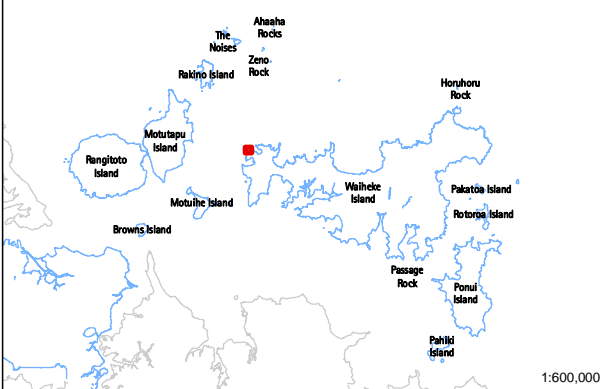 Ahaaha
Rocks
The
Noises
Zeno
Rock
Rakino Island
Horuhoru
Rock
Motutapu
Island
Rangitoto
Island
Waiheke
Island
Pakatoa Island
Motuihe Island
Rotoroa Island
Browns Island
Passage
Rock
Ponui
Island
Pahiki
Island
1:600,000